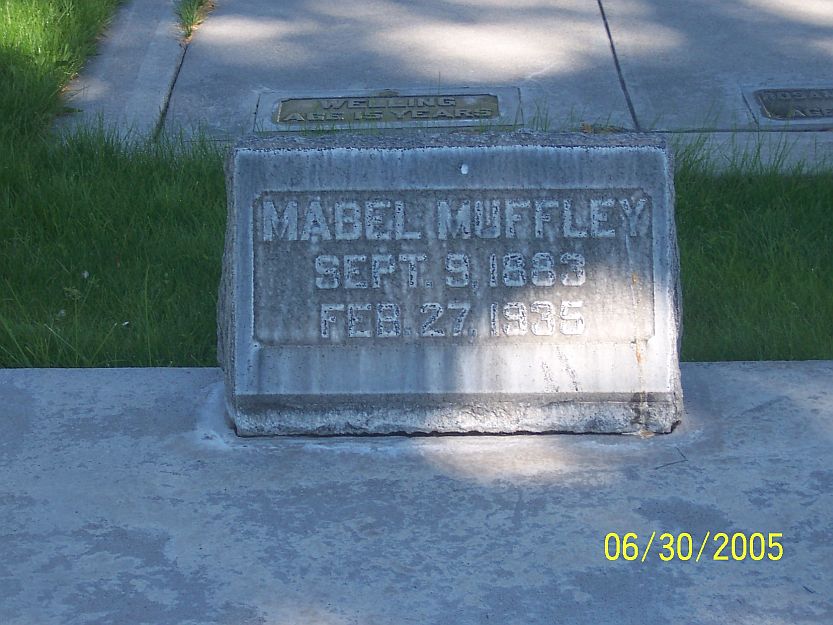 WELLING
AGE 15 YEARS
MABEL MUFFLEY
SEPT. 9, 1883
FEB. 27, 1935
06/30/2005